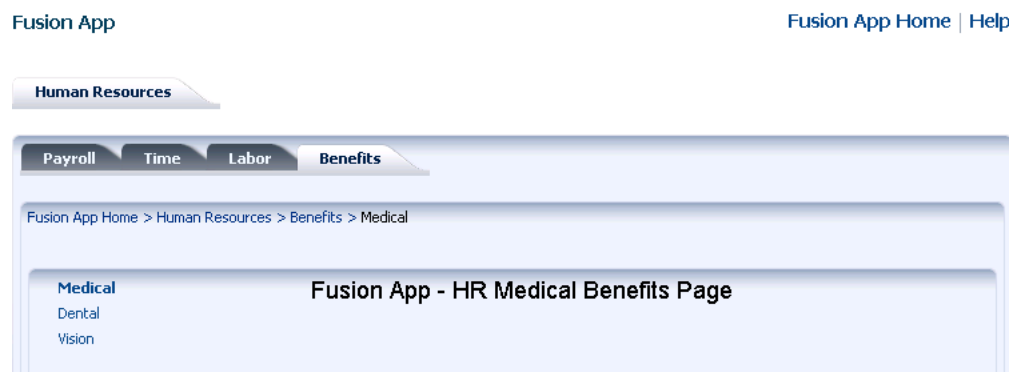 Fusion App
Fusion App Home | Help
Human Resources
Payroll Time Labor Benefits
Fusion App Home > Human Resources > Benefits > Medical
Medical
Fusion App - HR Medical Benefits Page
Dental
Vision